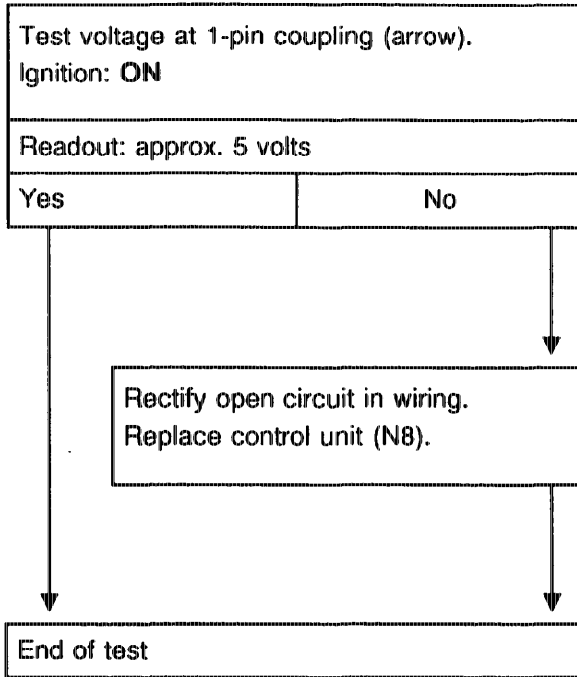 Test voltage at 1-pin coupling (arrow).
Ignition: ON
Readout: approx. 5 volts
Yes
No
Rectify open circuit in wiring.
Replace control unit (N8).
End of test